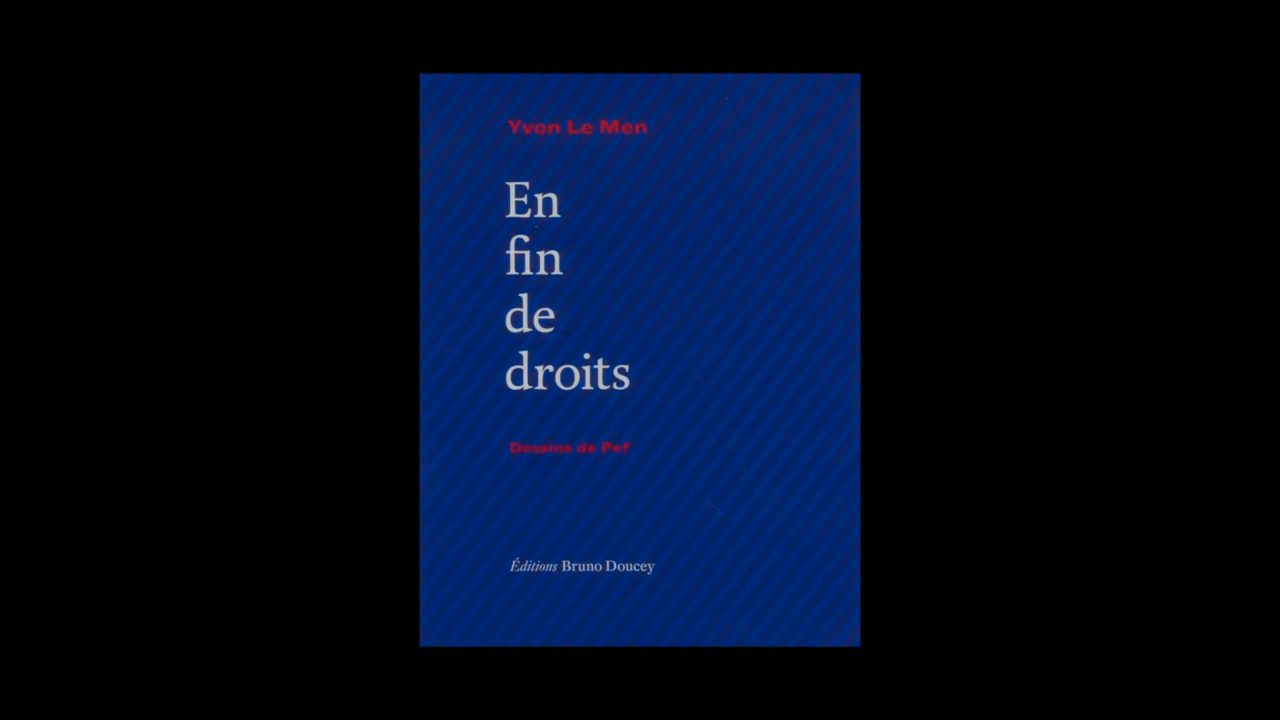 Yvon Le Men
En
fin
de
droits
Dessins de Pef
Éditions Bruno Doucey